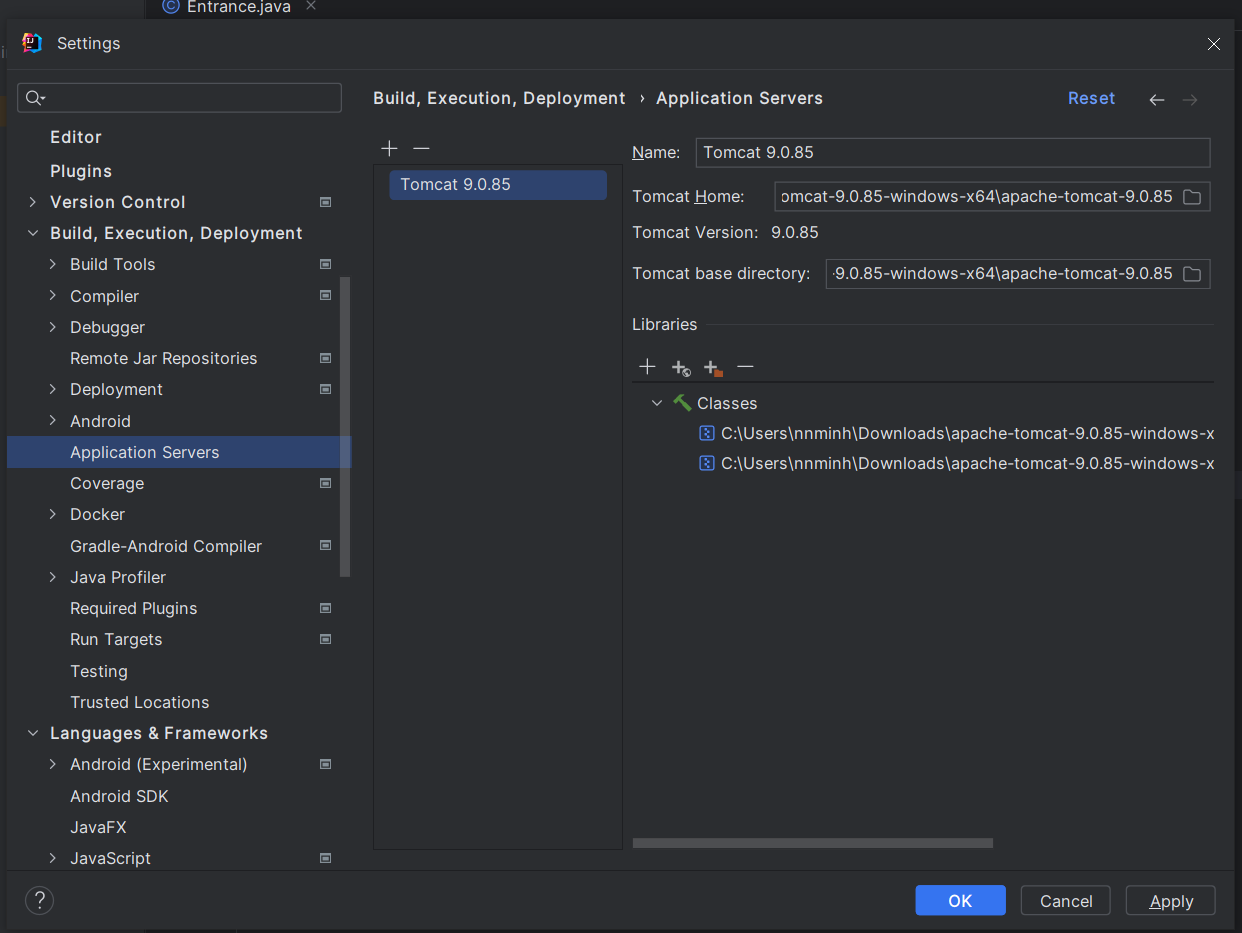 Entrance.java
Settings
Editor
Plugins
Version Control
Build, Execution, Deployment
Build Tools
Compiler
Debugger
Remote Jar Repositories
Deployment
Android
Application Servers
Coverage
Docker
Gradle-Android Compiler
Java Profiler
Required Plugins
Run Targets
Testing
Trusted Locations
Languages & Frameworks
Android (Experimental)
Android SDK
JavaFX
JavaScript
Build, Execution, Deployment › Application Servers
Reset
Tomcat 9.0.85
Name: Tomcat 9.0.85
Tomcat Home: omcat-9.0.85-windows-x64\apache-tomcat-9.0.85
Tomcat Version: 9.0.85
Tomcat base directory: -9.0.85-windows-x64\apache-tomcat-9.0.85
Libraries
Classes
C:\Users\nnminh\Downloads\apache-tomcat-9.0.85-windows-x
C:\Users\nnminh\Downloads\apache-tomcat-9.0.85-windows-x
?
OK
Cancel
Apply